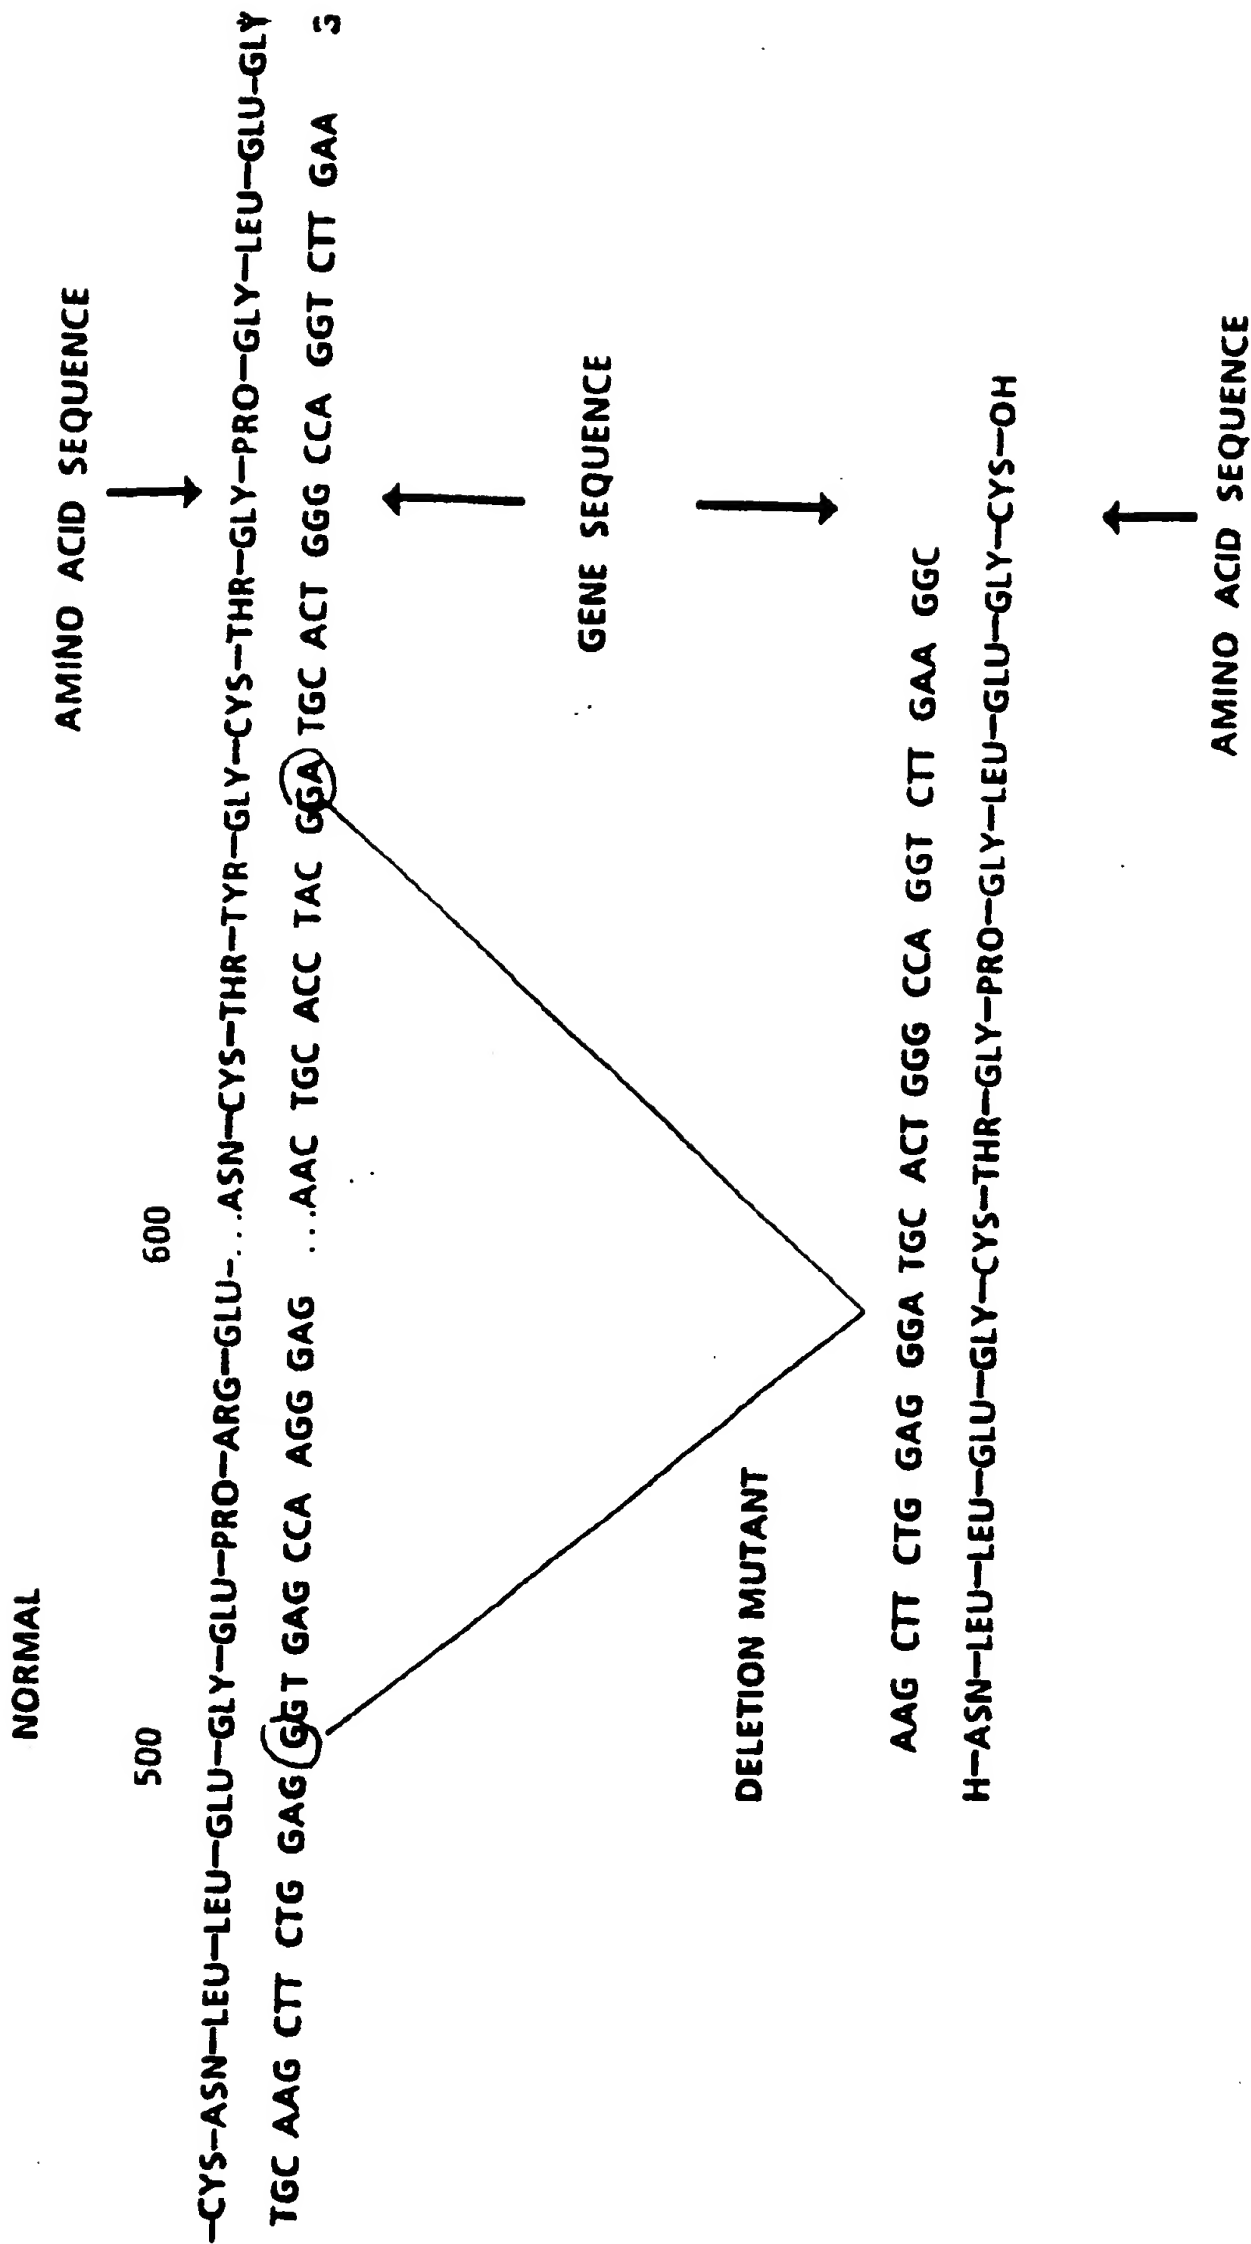 NORMAL
AMINO ACID SEQUENCE
500 600
–CYS–ASN–LEU–LEU–GLU–GLY–GLU–PRO–ARG–GLU–...ASN–CYS–THR–TYR–GLY–CYS–THR–GLY–PRO–GLY–LEU–GLU–GLY
TGC AAG CTT CTG GAG GGT GAG CCA AGG GAG ...AAC TGC ACC TAC GGA TGC ACT GGG CCA GGT CTT GAA
GENE SEQUENCE
DELETION MUTANT
AAG CTT CTG GAG GGA TGC ACT GGG CCA GGT CTT GAA GGC
H–ASN–LEU–LEU–GLU–GLY–CYS–THR–GLY–PRO–GLY–LEU–GLU–GLY–CYS–OH
AMINO ACID SEQUENCE